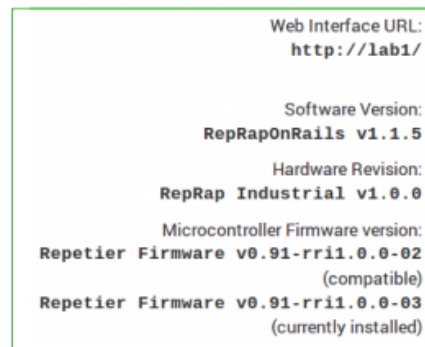 Web Interface URL:
http://lab1/
Software Version:
RepRapOnRails v1.1.5
Hardware Revision:
RepRap Industrial v1.0.0
Microcontroller Firmware version:
Repetier Firmware v0.91-rri1.0.0-02
(compatible)
Repetier Firmware v0.91-rri1.0.0-03
(currently installed)